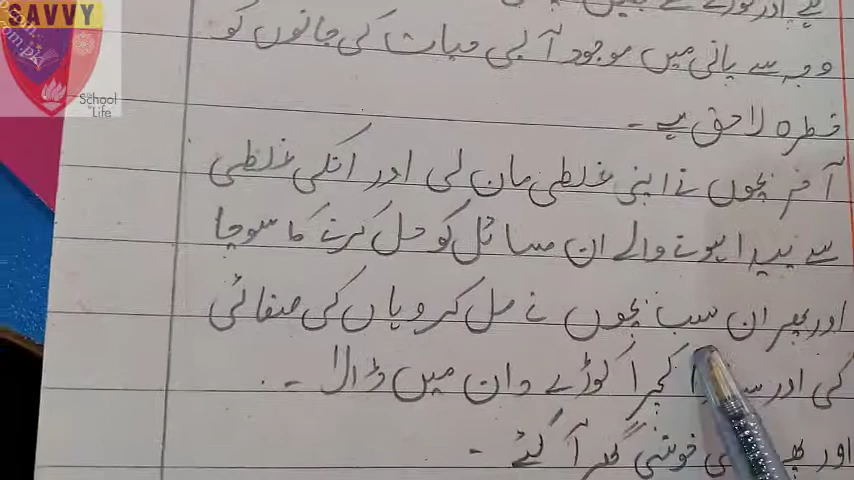 SAVVY
School
of
Life
وجہ سے پانی میں موجود آبی حیات کی جانوں کو
خطرہ لاحق ہے۔
آخر بچوں نے اپنی غلطی مان لی اور انکی غلطی
سے پیدا ہونے والے ان مسائل کو حل کرنے کا سوچا
اور پھر ان سب بچوں نے مل کر وہاں کی صفائی
کی اور کچرا کوڑے دان میں ڈالا۔
اور خوشی گھر آ گئے۔